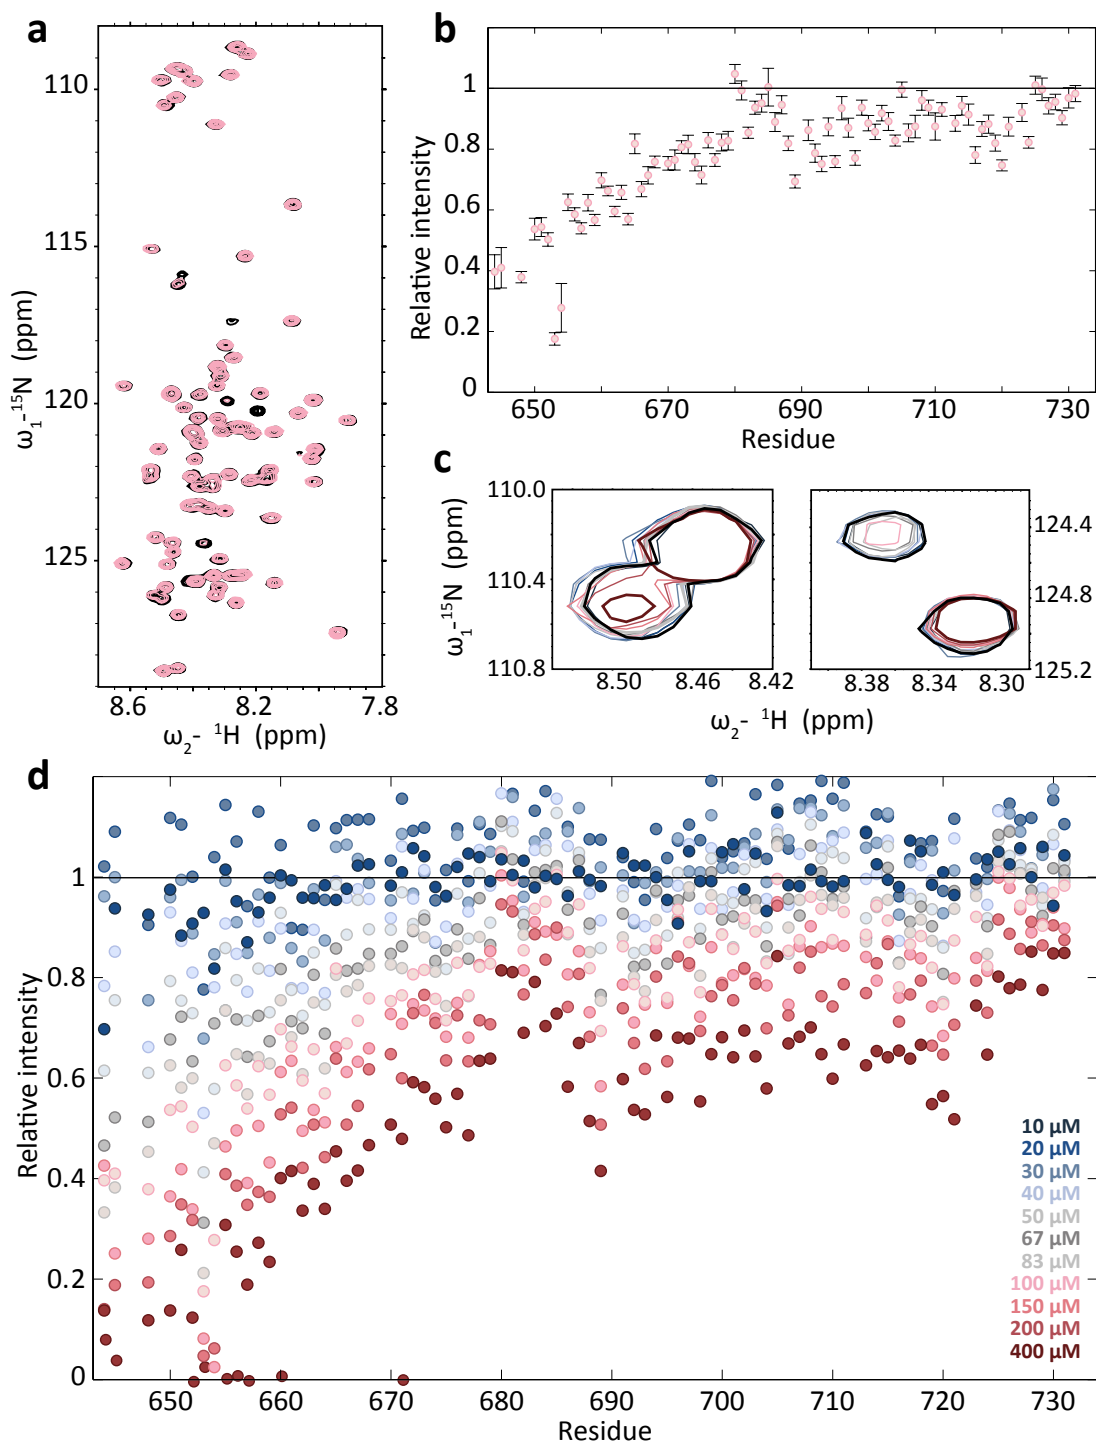 a
110
115
120
125
ω1-15N (ppm)
8.6
8.2
7.8
ω2- 1H (ppm)
b
1
0.8
0.6
0.4
0.2
0
Relative intensity
650
670
690
710
730
Residue
c
110.0
110.4
110.8
ω1-15N (ppm)
8.50
8.46
8.42
124.4
124.8
125.2
8.38
8.34
8.30
ω2- 1H (ppm)
d
1
0.8
0.6
0.4
0.2
0
Relative intensity
10 µM
20 µM
30 µM
40 µM
50 µM
67 µM
83 µM
100 µM
150 µM
200 µM
400 µM
650
660
670
680
690
700
710
720
730
Residue